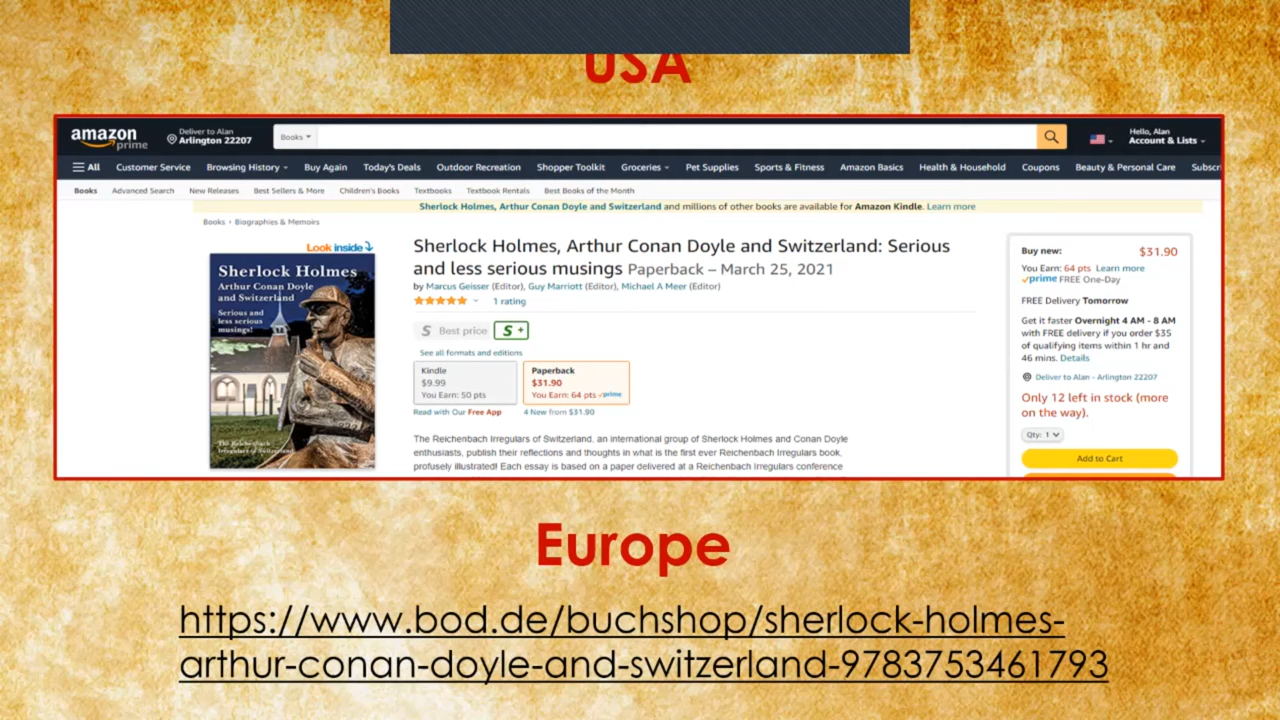 USA
amazon
prime
Deliver to Alan
Arlington 22207
Books
Hello, Alan
Account & Lists
All Customer Service Browsing History Buy Again Today's Deals Outdoor Recreation Shopper Toolkit Groceries Pet Supplies Sports & Fitness Amazon Basics Health & Household Coupons Beauty & Personal Care Subscr
Books Advanced Search New Releases Best Sellers & More Children's Books Textbooks Textbook Rentals Best Books of the Month
Sherlock Holmes, Arthur Conan Doyle and Switzerland and millions of other books are available for Amazon Kindle. Learn more
Books › Biographies & Memoirs
Look inside
Sherlock Holmes
Arthur Conan Doyle
and Switzerland
Serious and
less serious
musings!
The Reichenbach
Irregulars of Switzerland
Sherlock Holmes, Arthur Conan Doyle and Switzerland: Serious
and less serious musings Paperback – March 25, 2021
by Marcus Geisser (Editor), Guy Marriott (Editor), Michael A Meer (Editor)
1 rating
S Best price S +
See all formats and editions
Kindle
$9.99
You Earn: 50 pts
Paperback
$31.90
You Earn: 64 pts prime
Read with Our Free App
4 New from $31.90
The Reichenbach Irregulars of Switzerland, an international group of Sherlock Holmes and Conan Doyle
enthusiasts, publish their reflections and thoughts in what is the first ever Reichenbach Irregulars book,
profusely illustrated! Each essay is based on a paper delivered at a Reichenbach Irregulars conference
Buy new: $31.90
You Earn: 64 pts Learn more
prime FREE One-Day
FREE Delivery Tomorrow
Get it faster Overnight 4 AM - 8 AM
with FREE delivery if you order $35
of qualifying items within 1 hr and
46 mins. Details
Deliver to Alan - Arlington 22207
Only 12 left in stock (more
on the way).
Qty: 1
Add to Cart
Europe
https://www.bod.de/buchshop/sherlock-holmes-
arthur-conan-doyle-and-switzerland-9783753461793